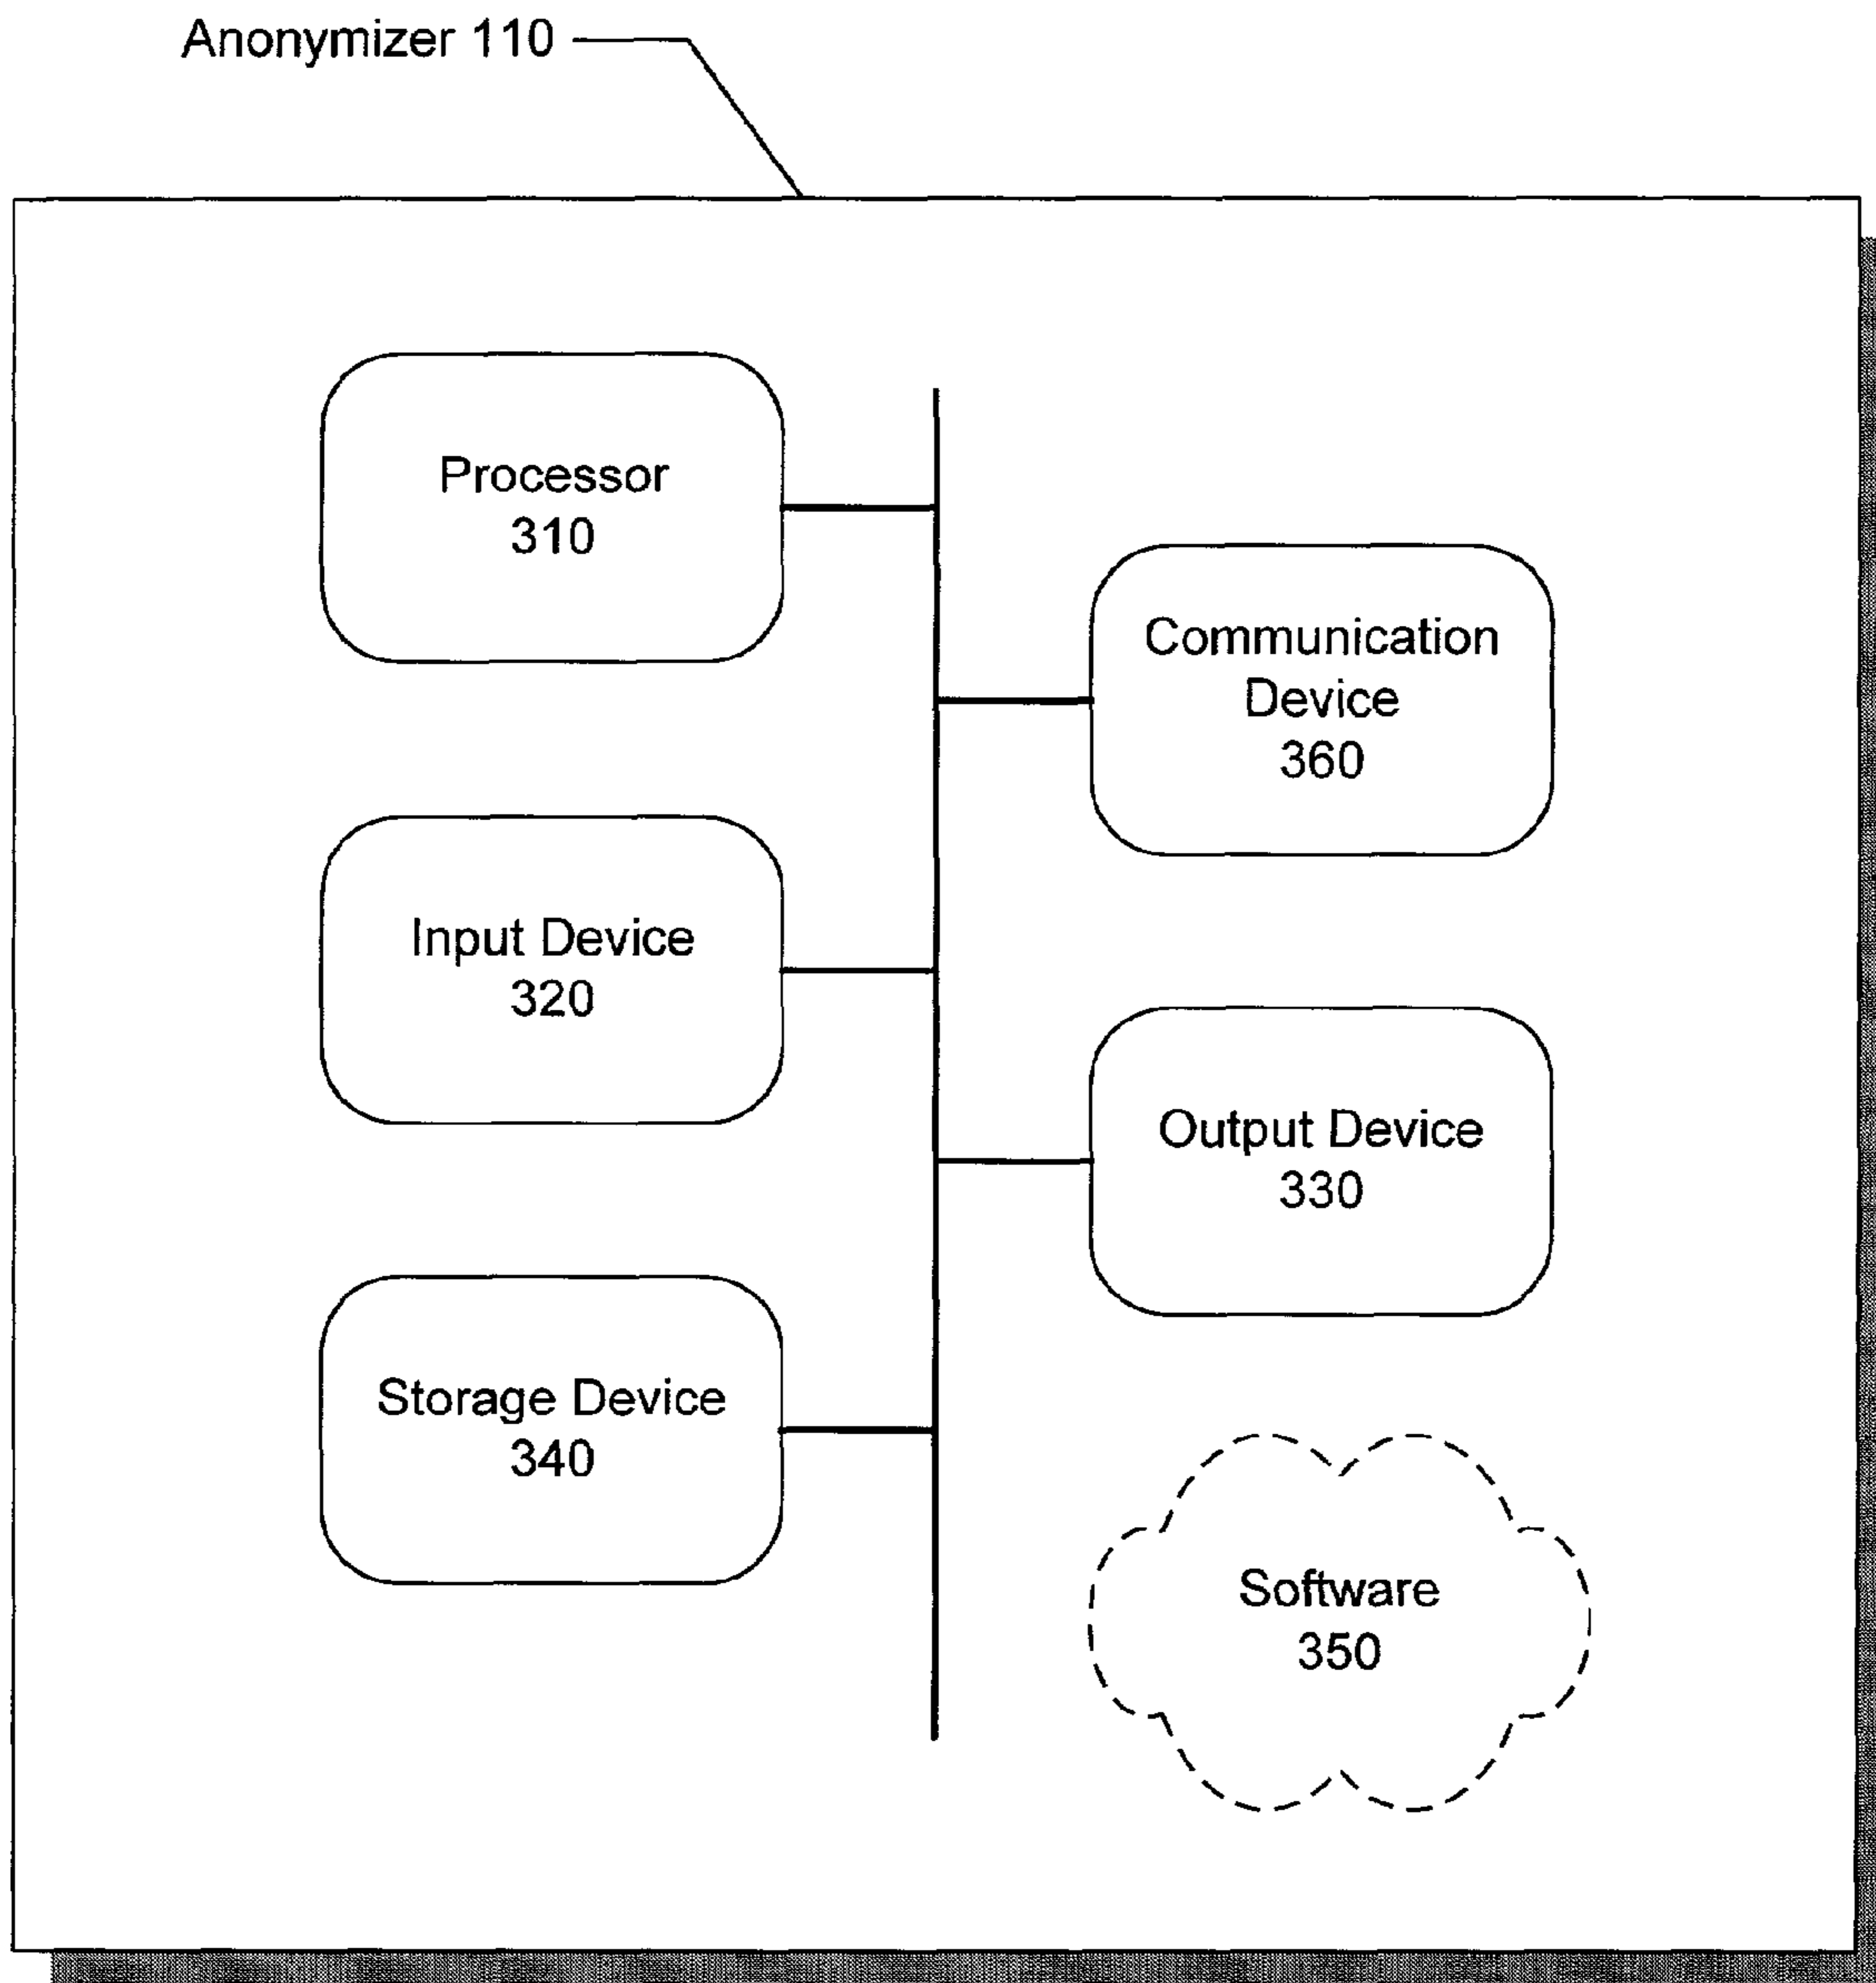 Anonymizer 110
Processor
310
Communication
Device
360
Input Device
320
Output Device
330
Storage Device
340
Software
350